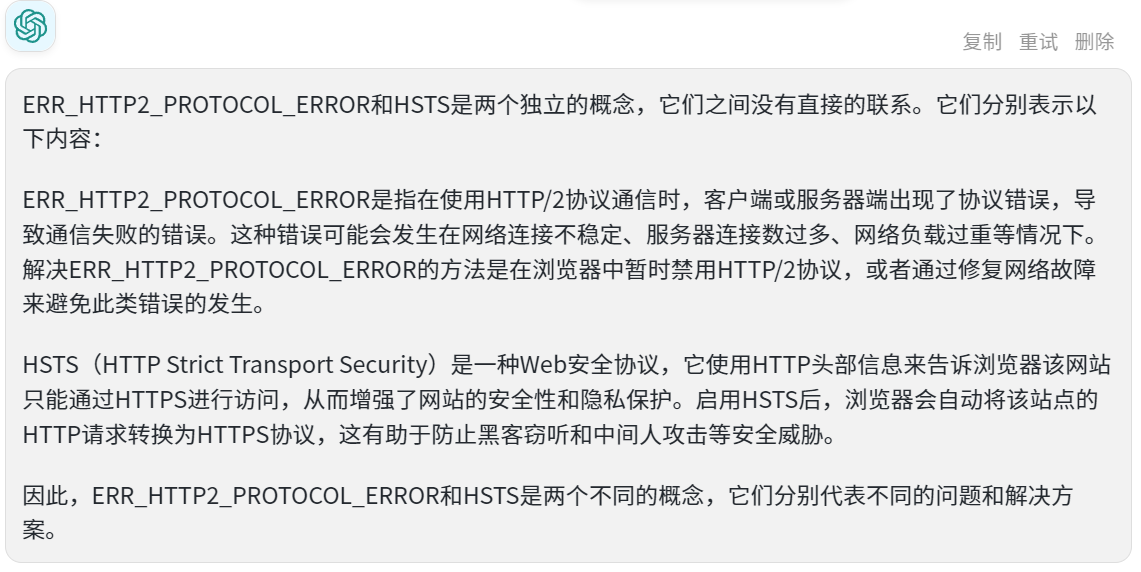 复制 重试 删除
ERR_HTTP2_PROTOCOL_ERROR和HSTS是两个独立的概念，它们之间没有直接的联系。它们分别表示以
下内容：
ERR_HTTP2_PROTOCOL_ERROR是指在使用HTTP/2协议通信时，客户端或服务器端出现了协议错误，导
致通信失败的错误。这种错误可能会发生在网络连接不稳定、服务器连接数过多、网络负载过重等情况下。
解决ERR_HTTP2_PROTOCOL_ERROR的方法是在浏览器中暂时禁用HTTP/2协议，或者通过修复网络故障
来避免此类错误的发生。
HSTS（HTTP Strict Transport Security）是一种Web安全协议，它使用HTTP头部信息来告诉浏览器该网站
只能通过HTTPS进行访问，从而增强了网站的安全性和隐私保护。启用HSTS后，浏览器会自动将该站点的
HTTP请求转换为HTTPS协议，这有助于防止黑客窃听和中间人攻击等安全威胁。
因此，ERR_HTTP2_PROTOCOL_ERROR和HSTS是两个不同的概念，它们分别代表不同的问题和解决方
案。